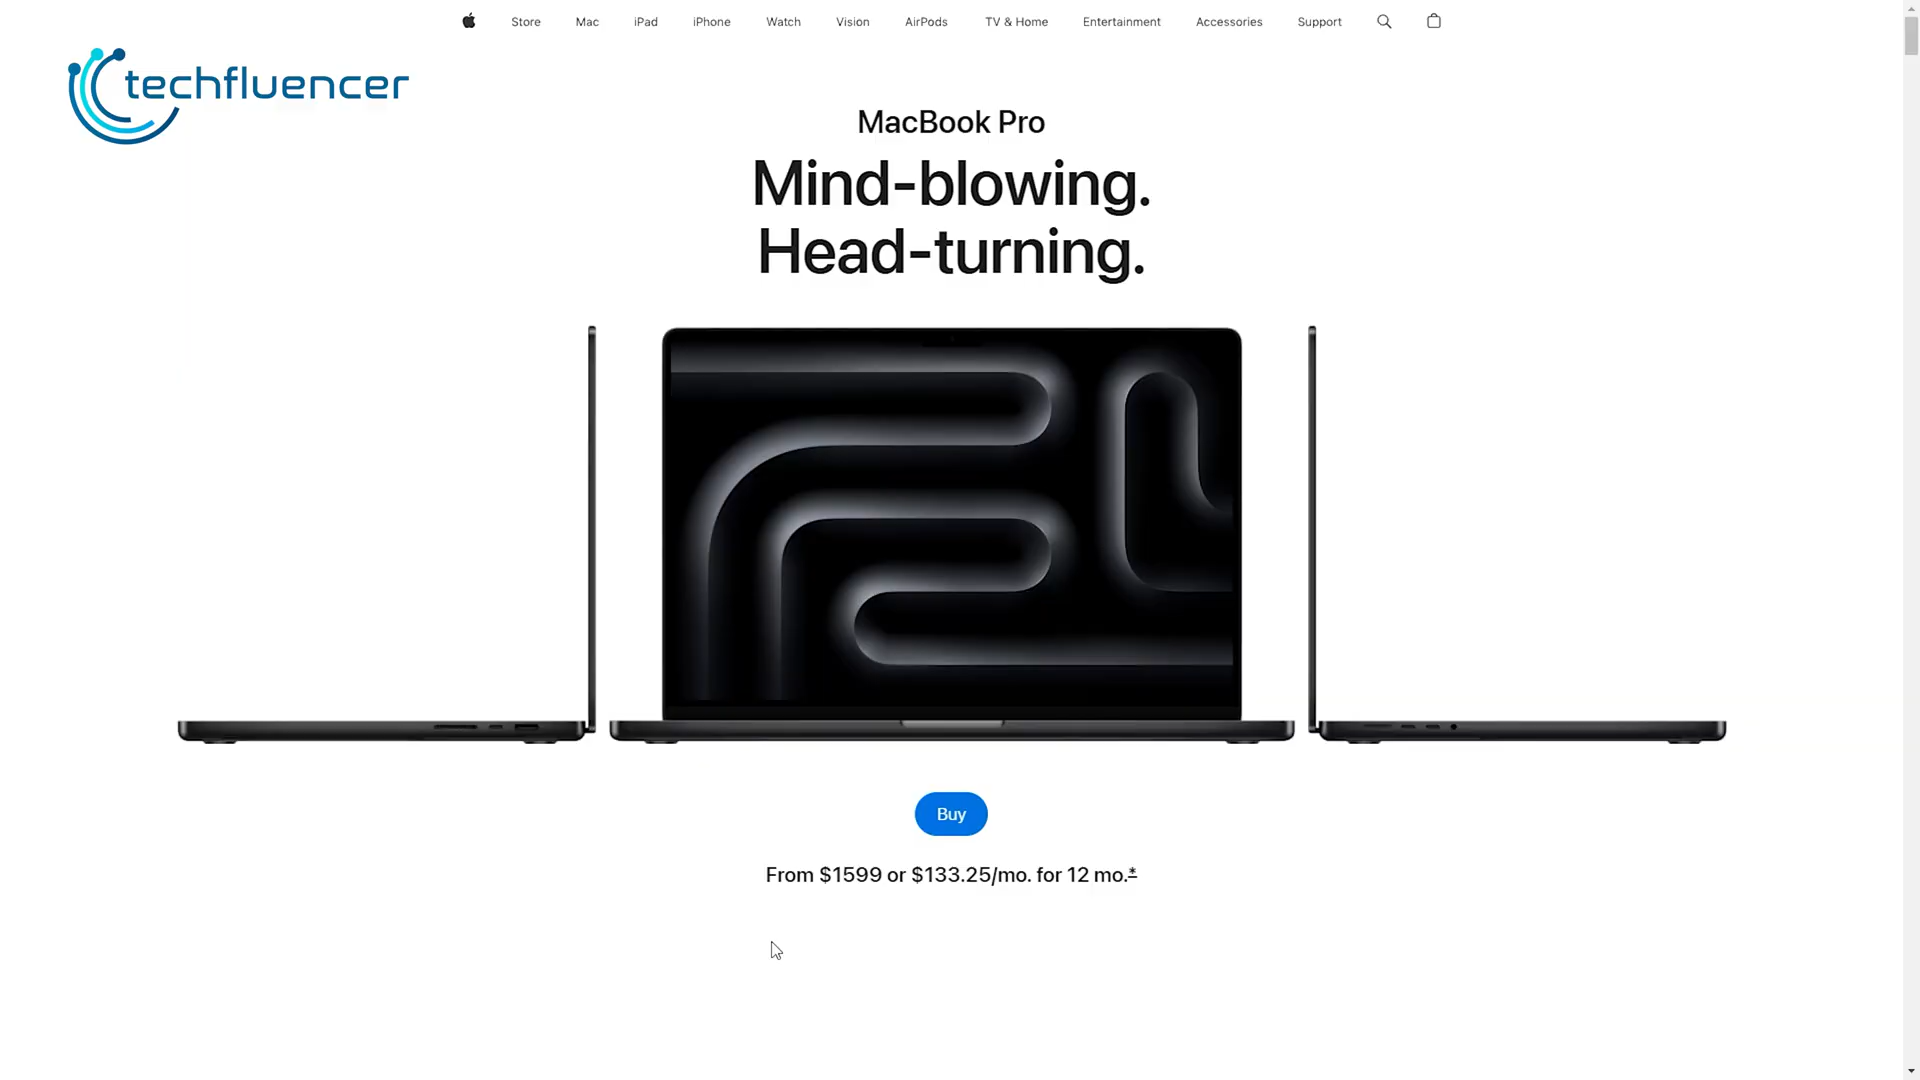 Store Mac iPad iPhone Watch Vision AirPods TV & Home Entertainment Accessories Support
techfluencer
MacBook Pro
Mind-blowing.
Head-turning.
Buy
From $1599 or $133.25/mo. for 12 mo.*